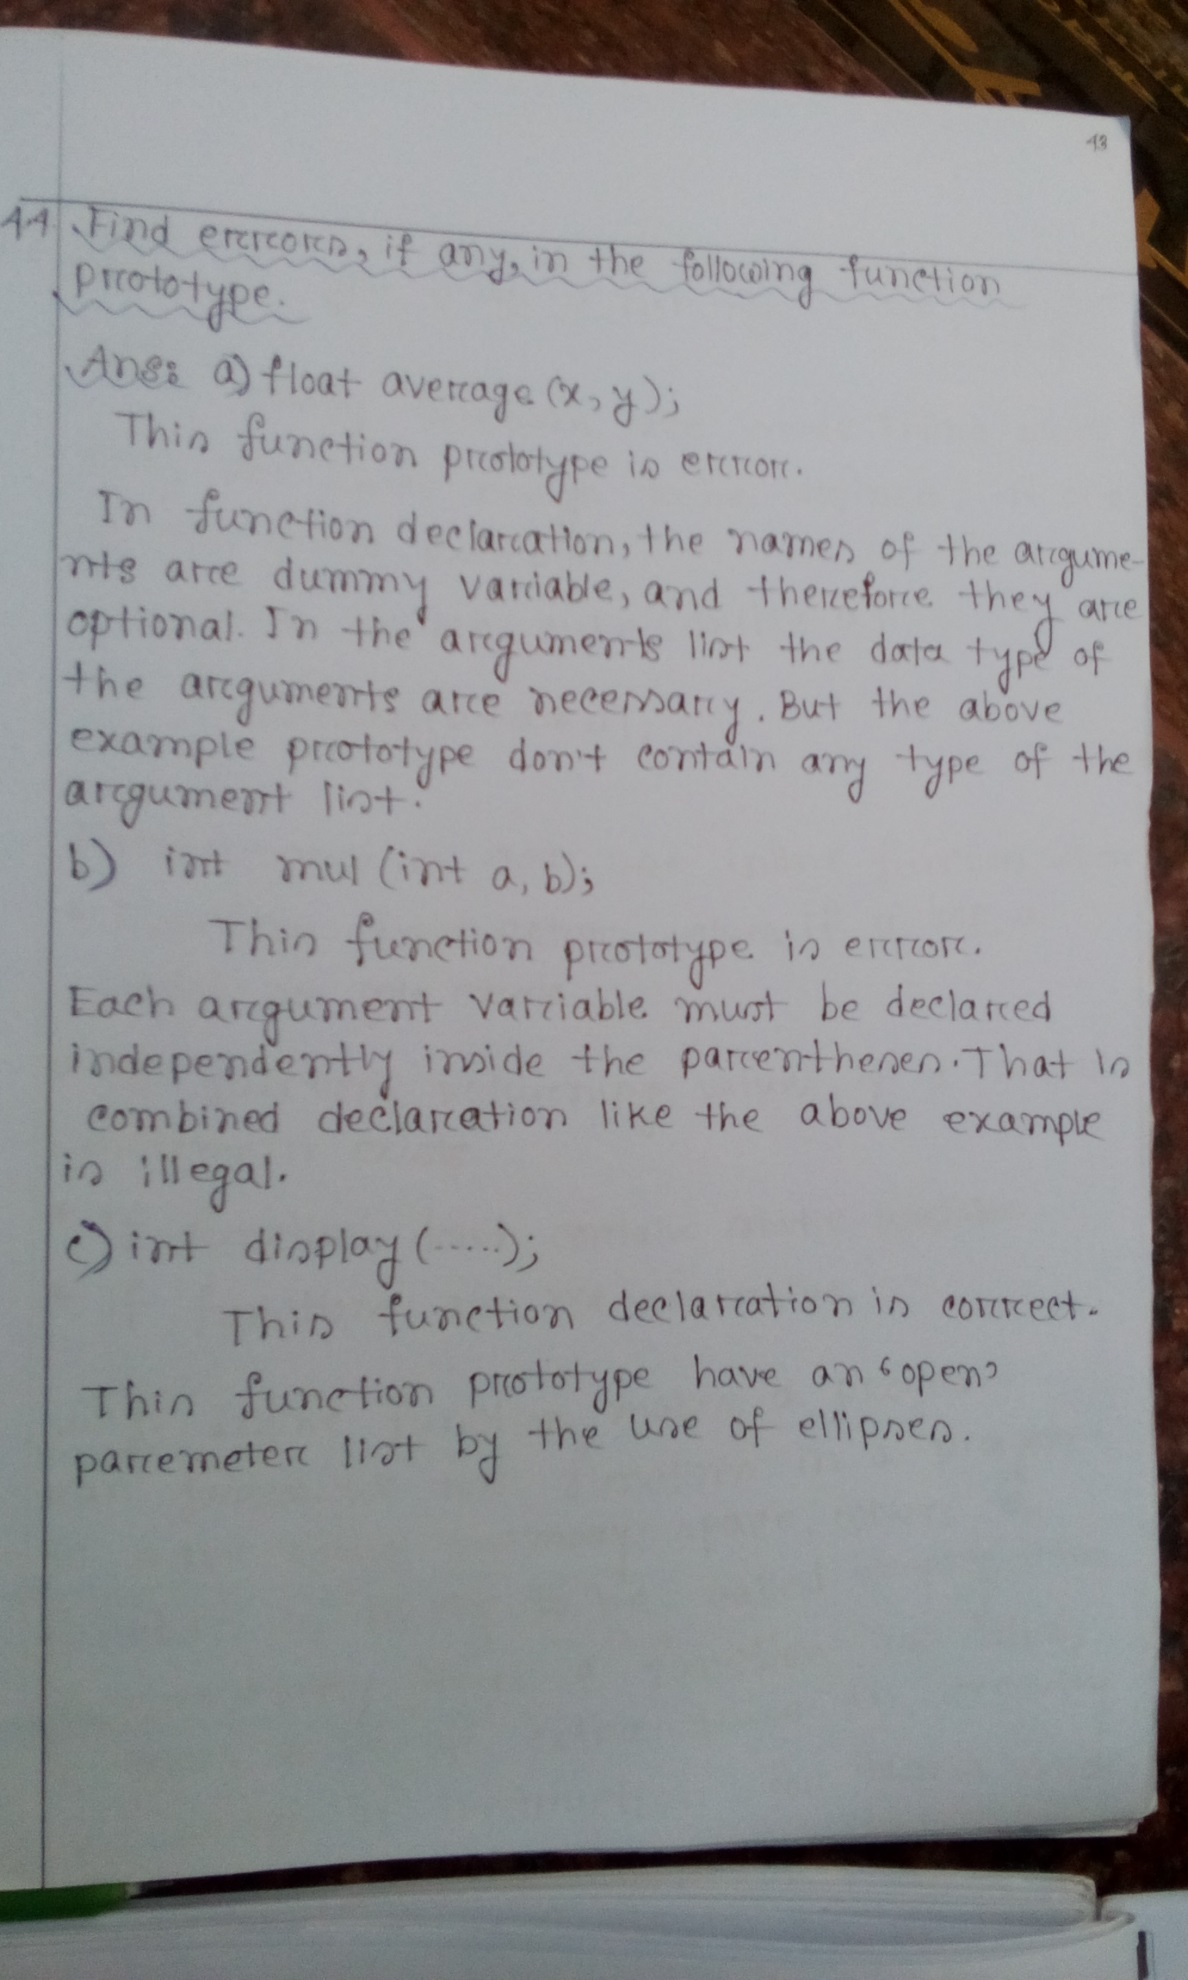 13
4.4 Find errors, if any, in the following function
prototype.
Ans: a) float average (x, y);
This function prototype is error.
In function declaration, the names of the argume-
nts are dummy variable, and therefore they are
optional. In the arguments list the data type of
the arguments are necessary. But the above
example prototype don't contain any type of the
argument list.
b) int mul (int a, b);
This function prototype is error.
Each argument variable must be declared
independently inside the parentheses. That is
combined declaration like the above example
is illegal.
c) int display (.....);
This function declaration is correct.
This function prototype have an 'open'
paremeter list by the use of ellipses.